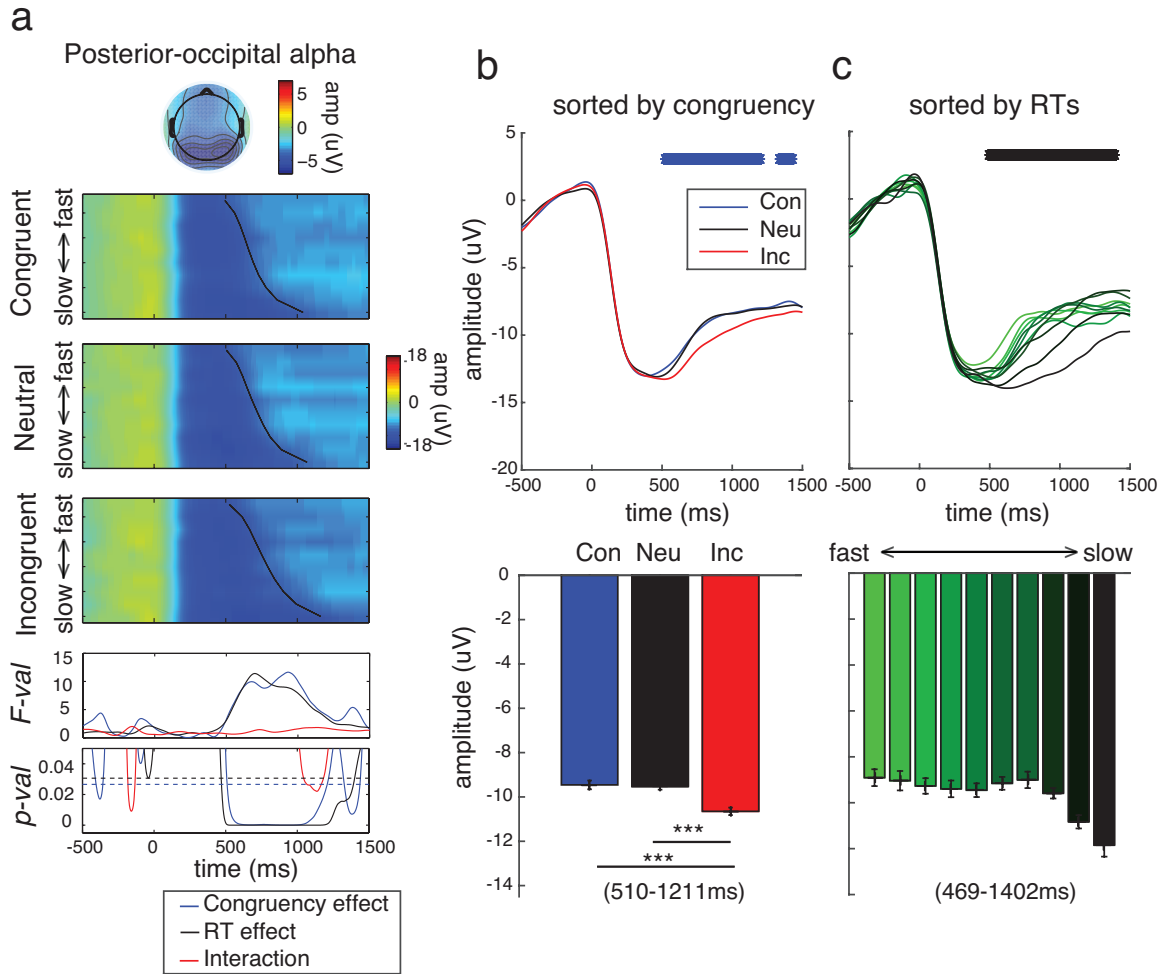 a
Posterior-occipital alpha
5
0
−5
amp (uV)
Congruent
slow fast
Neutral
slow fast
-18
0
-18
amp (uV)
Incongruent
slow fast
F-val
15
10
5
0
p-val
0.04
0.02
0
-500 0 500 1000 1500
time (ms)
Congruency effect
RT effect
Interaction
b
sorted by congruency
5
0
-5
-10
-15
-20
amplitude (uV)
Con
Neu
Inc
-500 0 500 1000 1500
time (ms)
Con Neu Inc
0
-2
-4
-6
-8
-10
-12
-14
amplitude (uV)
***
***
(510-1211ms)
c
sorted by RTs
-500 0 500 1000 1500
time (ms)
fast slow
(469-1402ms)